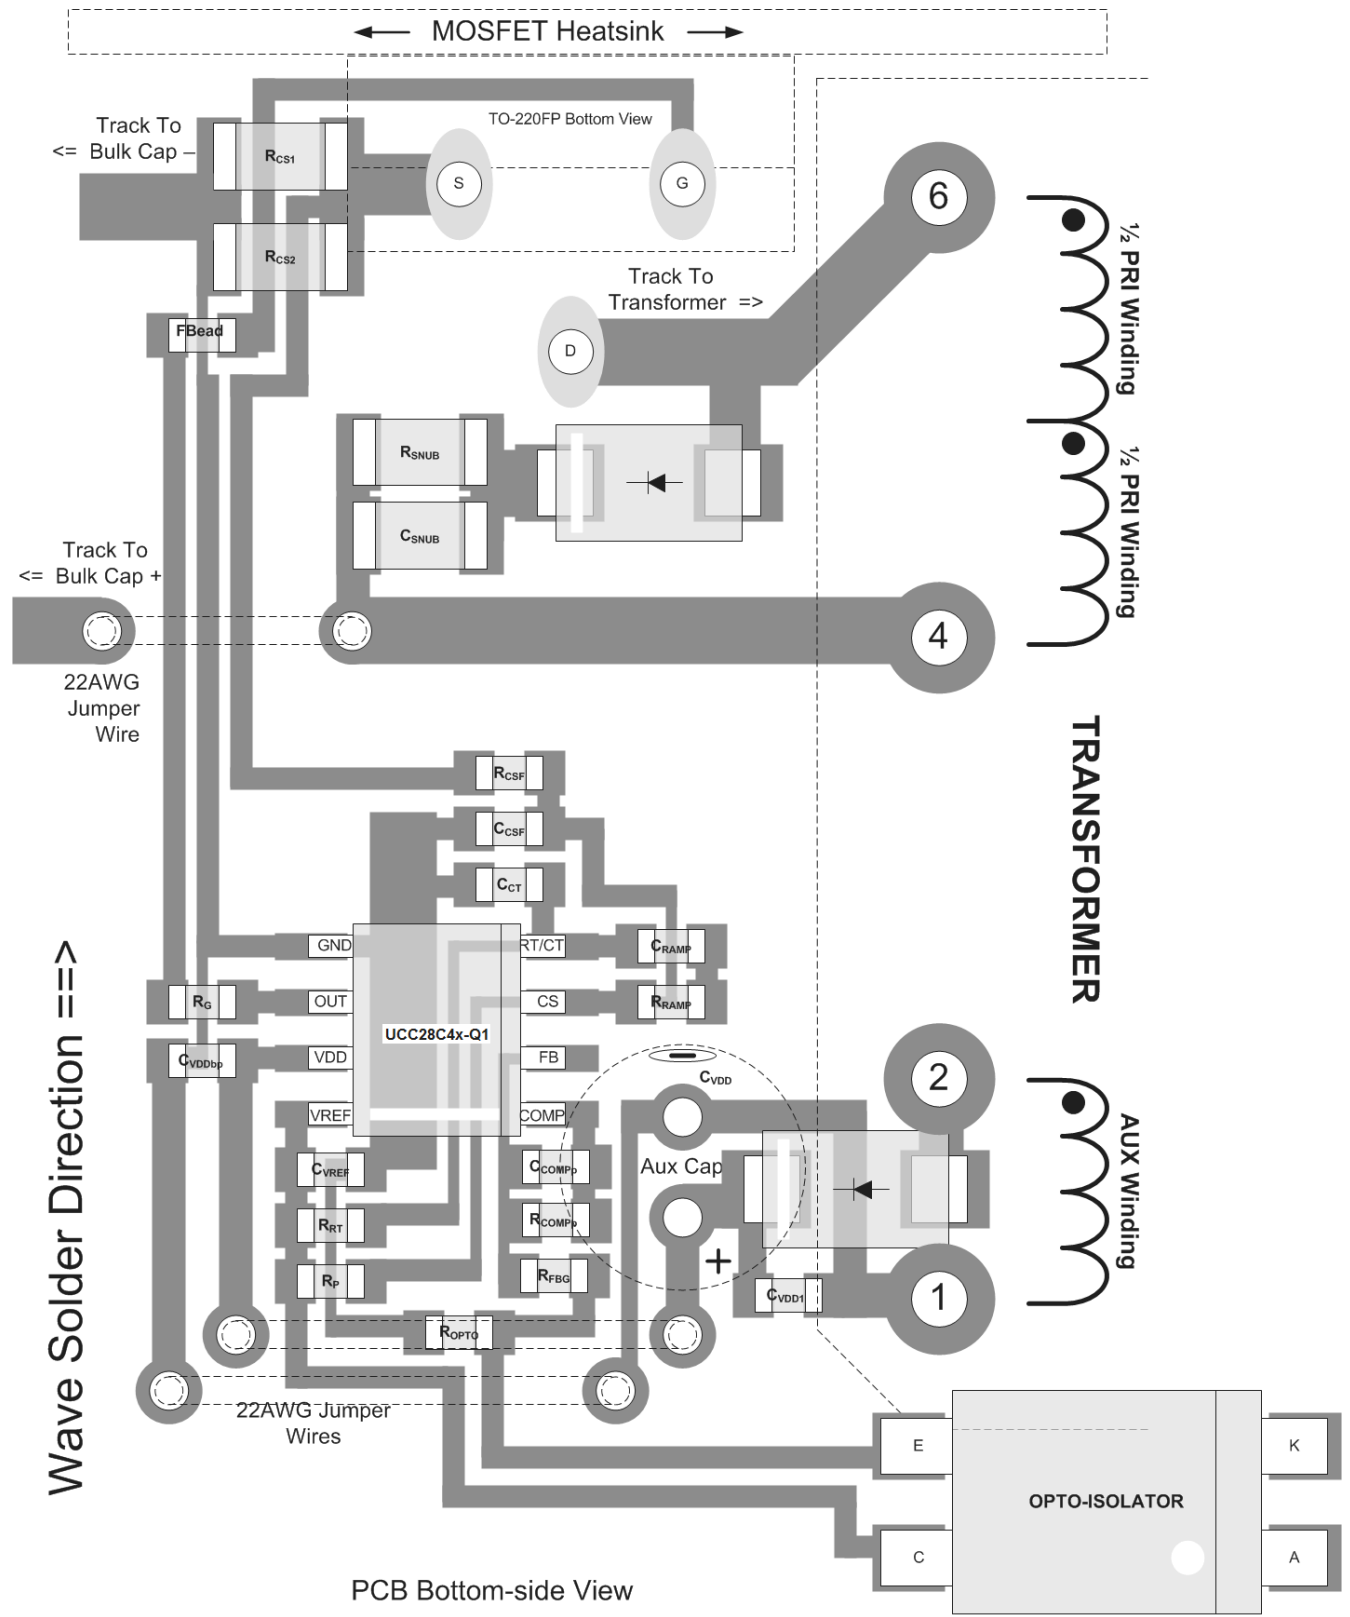 MOSFET Heatsink
Track To
<= Bulk Cap –
TO-220FP Bottom View
RCS1
S
G
6
RCS2
½ PRI Winding
Track To
Transformer =>
FBead
D
RSNUB
½ PRI Winding
CSNUB
Track To
<= Bulk Cap +
4
22AWG
Jumper
Wire
TRANSFORMER
RCSF
CCSF
CCT
GND
RT/CT
CRAMP
RG
OUT
CS
RRAMP
UCC28C4x-Q1
CVDDbp
VDD
FB
–
CVDD
2
VREF
COMP
AUX Winding
CVREF
CCOMPp
Aux Cap
RRT
RCOMPp
+
RP
RFBG
CVDD1
1
ROPTO
Wave Solder Direction ==>
22AWG Jumper
Wires
E
K
OPTO-ISOLATOR
C
A
PCB Bottom-side View